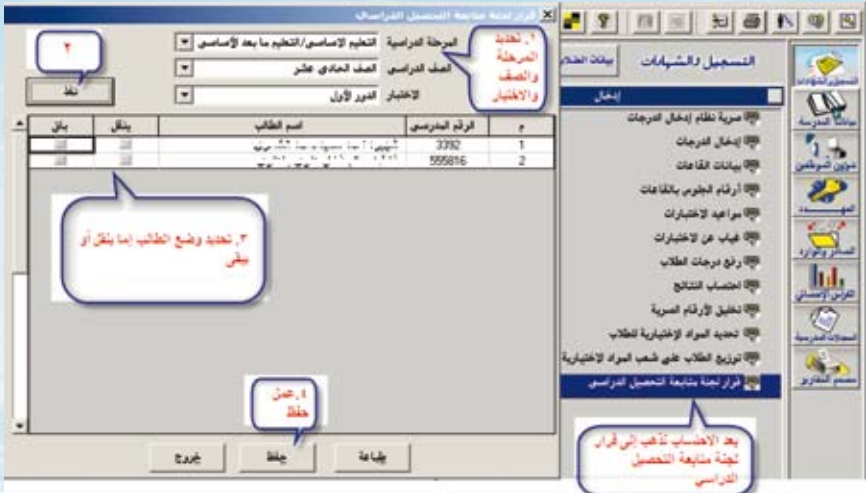 قرار لجنة متابعة التحصيل الدراسي
المرحلة الدراسية التعليم الاساسي/التعليم ما بعد الأساسي
الصف الدراسي الصف الحادي عشر
الاختبار الدور الأول
١. تحديد
المرحلة
والصف
والاختبار
٢
نفذ
م الرقم المدرسي اسم الطالب ينقل باق
1 3392
2 555816
٣. تحديد وضع الطالب إما ينقل أو
يبقى
٤. عمل
حفظ
طباعة حفظ خروج
التسجيل والشهادات
بيانات الطلاب
إدخال
سرية نظام إدخال الدرجات
إدخال الدرجات
بيانات القاعات
أرقام الجلوس بالقاعات
مواعيد الاختبارات
غياب عن الاختبارات
رفع درجات الطلاب
احتساب النتائج
تخليق الأرقام السرية
تحديد المواد الإختيارية للطلاب
توزيع الطلاب على شعب المواد الاختيارية
قرار لجنة متابعة التحصيل الدراسي
بعد الاحتساب نذهب إلى قرار
لجنة متابعة التحصيل
الدراسي
التسجيل والشهادات
بيانات المدرسة
شؤون الموظفين
العهدة
الصادر والوارد
الكراس الإحصائي
السجلات المدرسية
مصمم التقارير